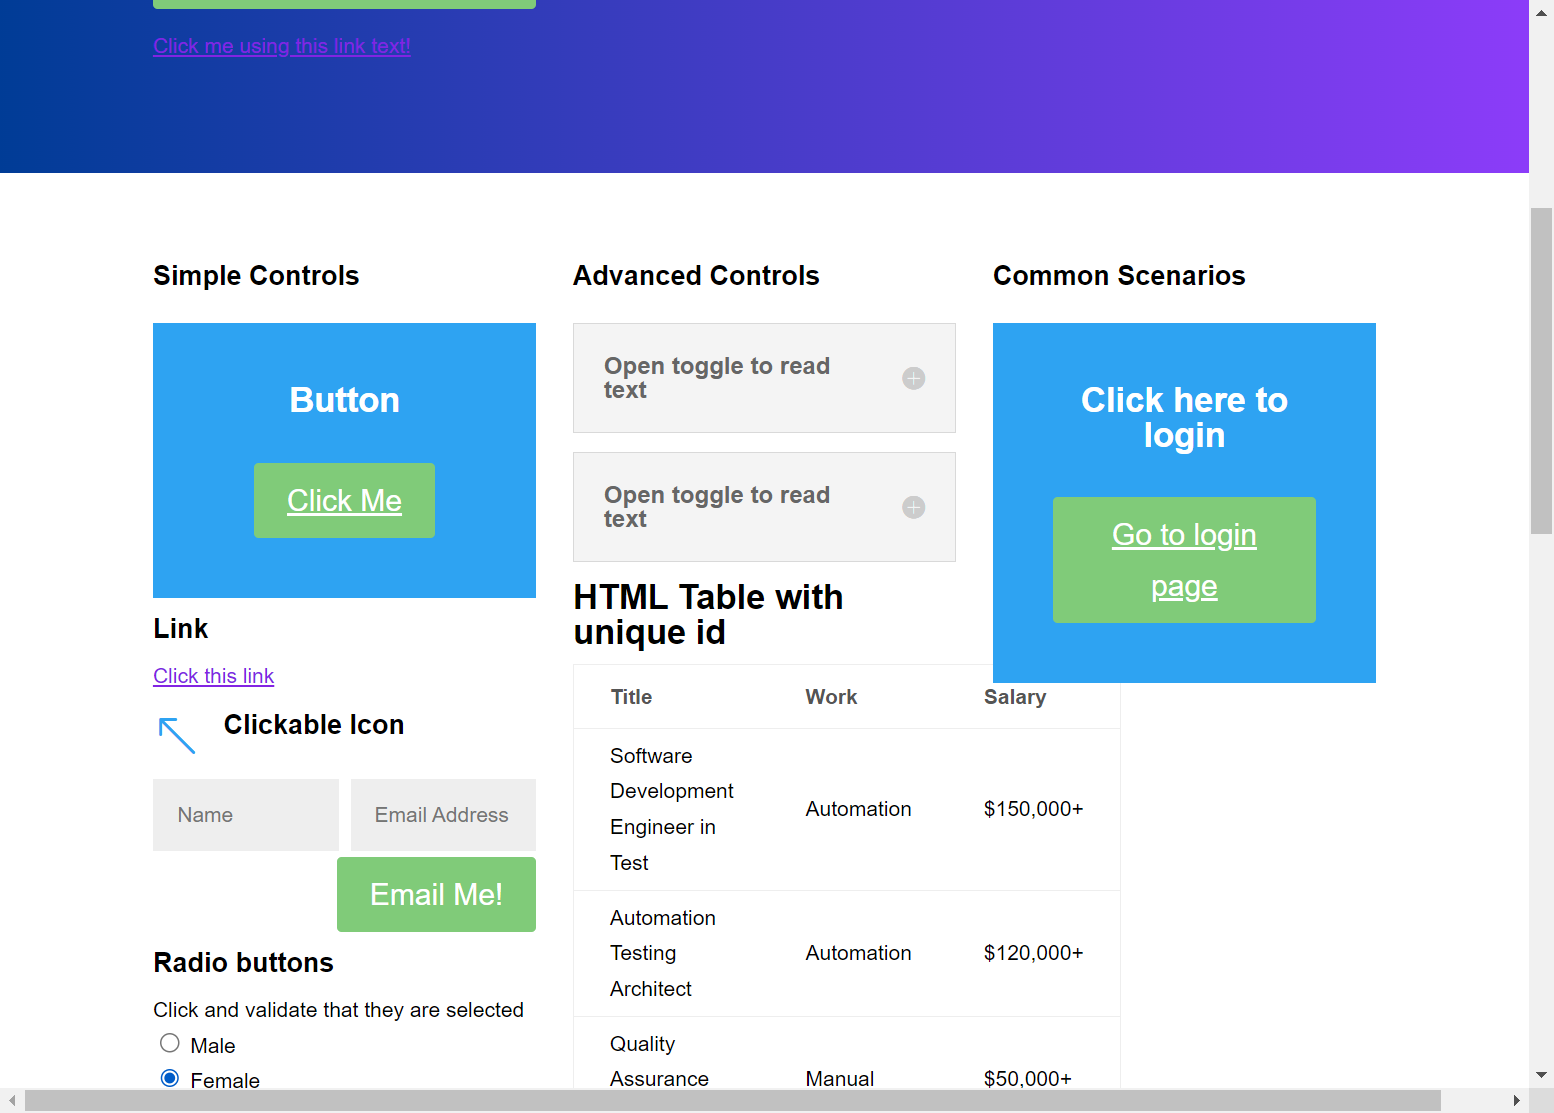 Click me using this link text!
Simple Controls
Button
Click Me
Link
Click this link
Clickable Icon
Name
Email Address
Email Me!
Radio buttons
Click and validate that they are selected
Male
Female
Advanced Controls
Open toggle to read
text
Open toggle to read
text
HTML Table with
unique id
Title Work Salary
Software
Development
Engineer in
Test
Automation
$150,000+
Automation
Testing
Architect
Automation
$120,000+
Quality
Assurance
Manual
$50,000+
Common Scenarios
Click here to
login
Go to login
page